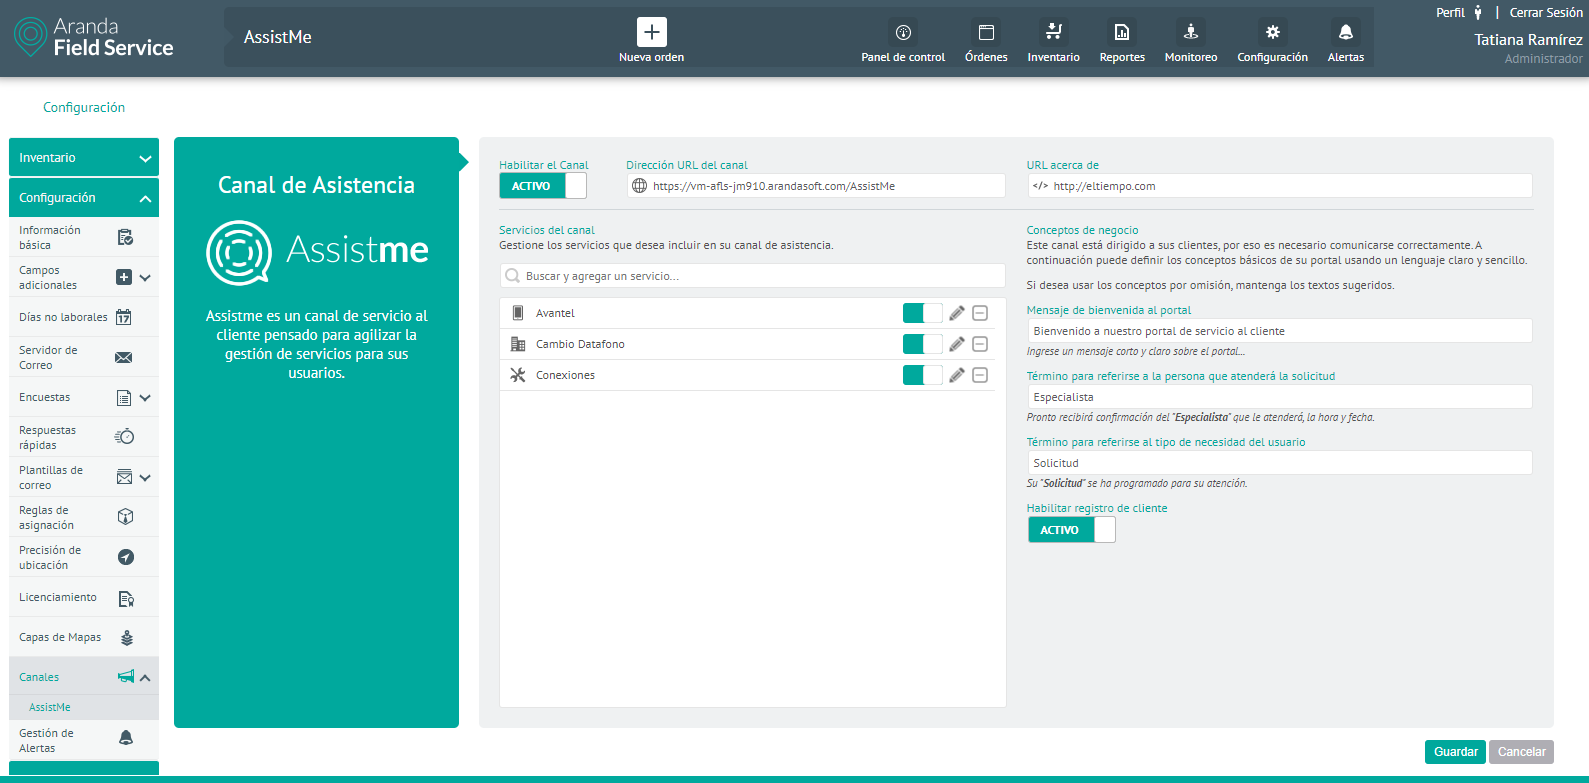 Aranda
Field Service
AssistMe
Nueva orden
Panel de control
Órdenes
Inventario
Reportes
Monitoreo
Configuración
Alertas
Perfil | Cerrar Sesión
Tatiana Ramírez
Administrador
Configuración
Inventario
Configuración
Información
básica
Campos
adicionales
Días no laborales
17
Servidor de
Correo
Encuestas
Respuestas
rápidas
Plantillas de
correo
Reglas de
asignación
Precisión de
ubicación
Licenciamiento
Capas de Mapas
Canales
AssistMe
Gestión de
Alertas
Canal de Asistencia
Assistme
Assistme es un canal de servicio al
cliente pensado para agilizar la
gestión de servicios para sus
usuarios.
Habilitar el Canal
ACTIVO
Dirección URL del canal
https://vm-afls-jm910.arandasoft.com/AssistMe
URL acerca de
</> http://eltiempo.com
Servicios del canal
Gestione los servicios que desea incluir en su canal de asistencia.
Buscar y agregar un servicio...
Avantel
Cambio Datafono
Conexiones
Conceptos de negocio
Este canal está dirigido a sus clientes, por eso es necesario comunicarse correctamente. A
continuación puede definir los conceptos básicos de su portal usando un lenguaje claro y sencillo.
Si desea usar los conceptos por omisión, mantenga los textos sugeridos.
Mensaje de bienvenida al portal
Bienvenido a nuestro portal de servicio al cliente
Ingrese un mensaje corto y claro sobre el portal...
Término para referirse a la persona que atenderá la solicitud
Especialista
Pronto recibirá confirmación del "Especialista" que le atenderá, la hora y fecha.
Término para referirse al tipo de necesidad del usuario
Solicitud
Su "Solicitud" se ha programado para su atención.
Habilitar registro de cliente
ACTIVO
Guardar
Cancelar